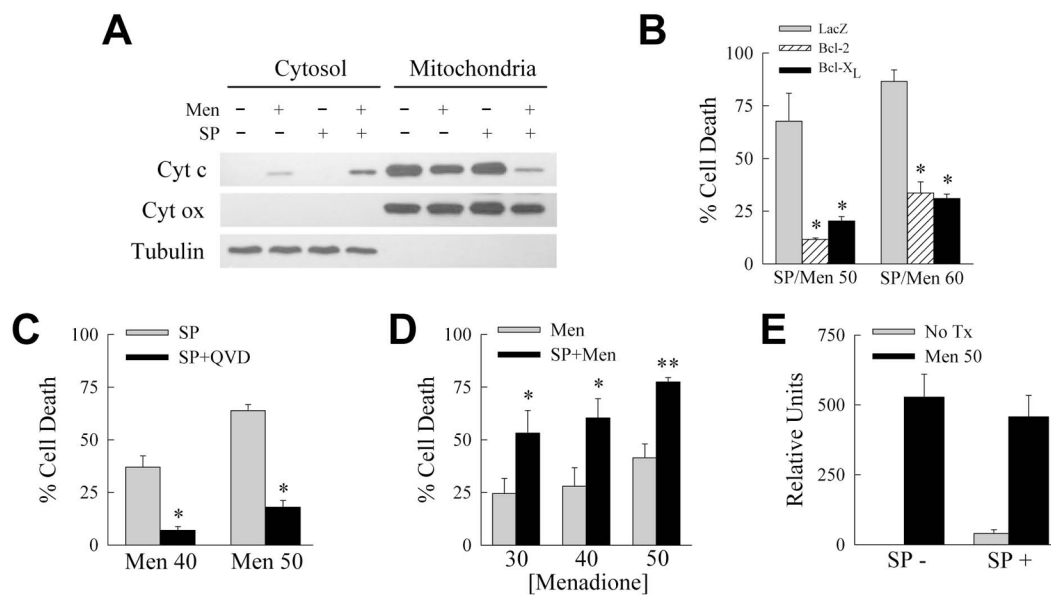 A
Cytosol Mitochondria
Men - + - + - + - +
SP - - + + - - + +
Cyt c
Cyt ox
Tubulin
B
LacZ
Bcl-2
Bcl-XL
% Cell Death
100
75
50
25
0
* * * *
SP/Men 50 SP/Men 60
C
SP
SP+QVD
% Cell Death
100
75
50
25
0
* *
Men 40 Men 50
D
Men
SP+Men
% Cell Death
100
75
50
25
0
* * **
30 40 50
[Menadione]
E
No Tx
Men 50
Relative Units
750
500
250
0
SP - SP +